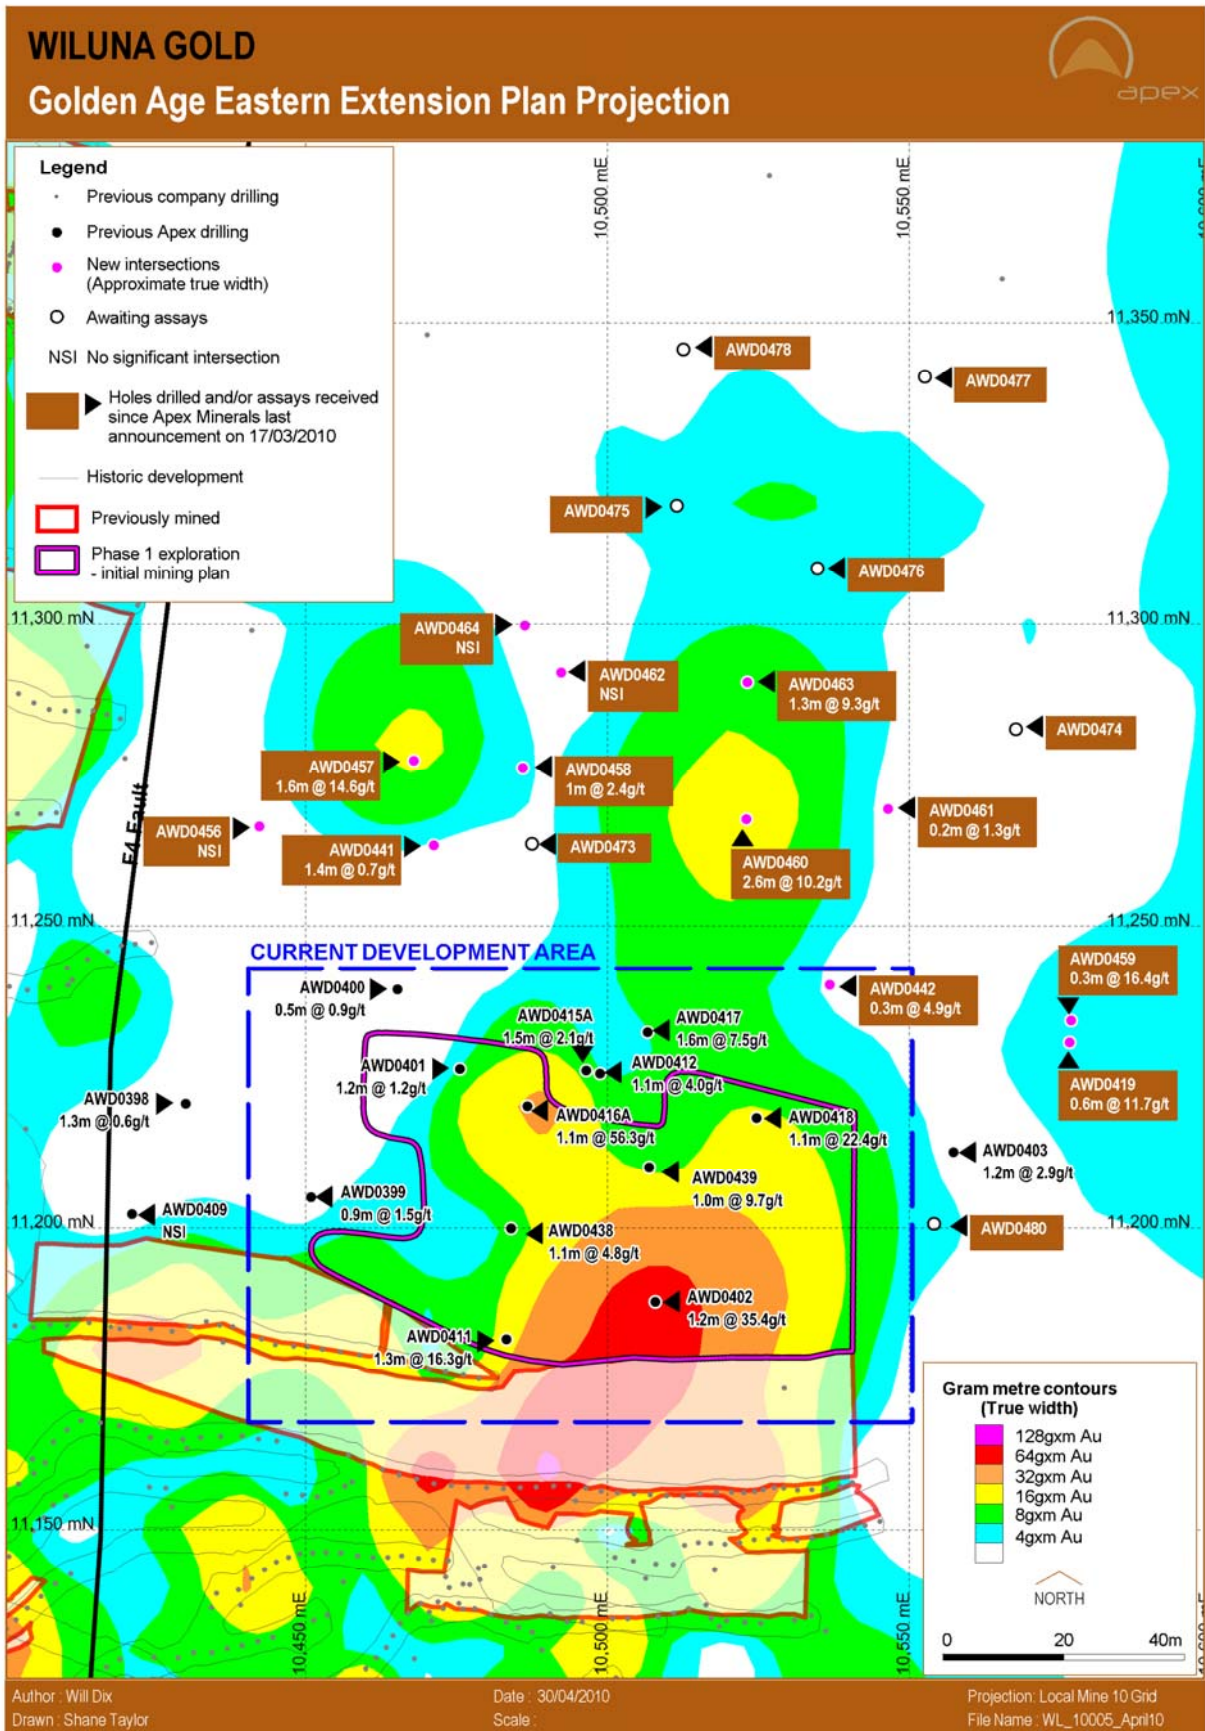 WILUNA GOLD
Golden Age Eastern Extension Plan Projection
apex
Legend
Previous company drilling
Previous Apex drilling
New intersections
(Approximate true width)
Awaiting assays
NSI No significant intersection
Holes drilled and/or assays received
since Apex Minerals last
announcement on 17/03/2010
Historic development
Previously mined
Phase 1 exploration
- initial mining plan
10,500 mE
10,550 mE
10,600 mE
11,350 mN
AWD0478
AWD0477
AWD0475
AWD0476
11,300 mN
11,300 mN
AWD0464
NSI
AWD0462
NSI
AWD0463
1.3m @ 9.3g/t
AWD0474
AWD0457
1.6m @ 14.6g/t
AWD0458
1m @ 2.4g/t
AWD0461
0.2m @ 1.3g/t
F4 Fault
AWD0456
NSI
AWD0441
1.4m @ 0.7g/t
AWD0473
AWD0460
2.6m @ 10.2g/t
11,250 mN
11,250 mN
CURRENT DEVELOPMENT AREA
AWD0459
0.3m @ 16.4g/t
AWD0400
0.5m @ 0.9g/t
AWD0442
0.3m @ 4.9g/t
AWD0415A
1.5m @ 2.1g/t
AWD0417
1.6m @ 7.5g/t
AWD0401
1.2m @ 1.2g/t
AWD0412
1.1m @ 4.0g/t
AWD0419
0.6m @ 11.7g/t
AWD0398
1.3m @ 0.6g/t
AWD0416A
1.1m @ 56.3g/t
AWD0418
1.1m @ 22.4g/t
AWD0403
1.2m @ 2.9g/t
AWD0439
1.0m @ 9.7g/t
AWD0399
0.9m @ 1.5g/t
AWD0409
NSI
11,200 mN
11,200 mN
AWD0438
1.1m @ 4.8g/t
AWD0480
AWD0402
1.2m @ 35.4g/t
AWD0411
1.3m @ 16.3g/t
Gram metre contours
(True width)
128gxm Au
64gxm Au
32gxm Au
16gxm Au
8gxm Au
4gxm Au
11,150 mN
NORTH
10,450 mE
10,500 mE
10,550 mE
10,600 mE
0 20 40m
Author : Will Dix
Date : 30/04/2010
Projection: Local Mine 10 Grid
Drawn : Shane Taylor
Scale :
File Name : WL_10005_April10